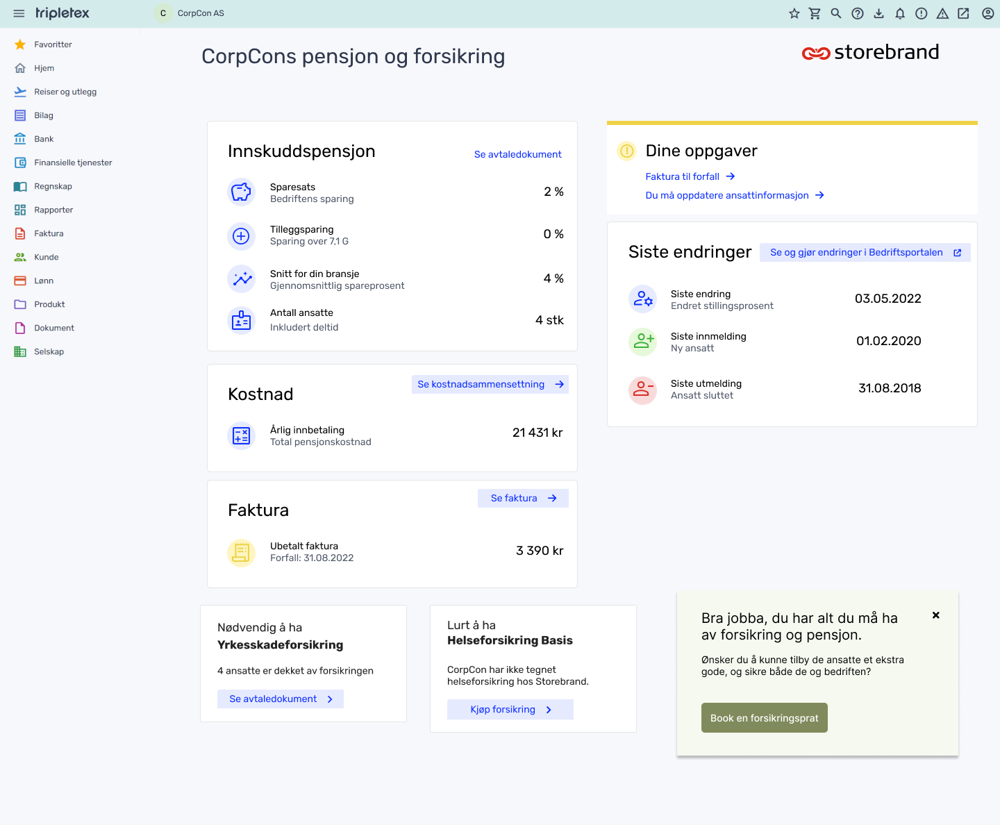 tripletex
C CorpCon AS
Favoritter
Hjem
Reiser og utlegg
Bilag
Bank
Finansielle tjenester
Regnskap
Rapporter
Faktura
Kunde
Lønn
Produkt
Dokument
Selskap
CorpCons pensjon og forsikring
storebrand
Innskuddspensjon
Se avtaledokument
Sparesats
Bedriftens sparing
2 %
Tilleggsparing
Sparing over 7,1 G
0 %
Snitt for din bransje
Gjennomsnittlig spareprosent
4 %
Antall ansatte
Inkludert deltid
4 stk
Kostnad
Se kostnadsammensettning
Årlig innbetaling
Total pensjonskostnad
21 431 kr
Faktura
Se faktura
Ubetalt faktura
Forfall: 31.08.2022
3 390 kr
Dine oppgaver
Faktura til forfall
Du må oppdatere ansattinformasjon
Siste endringer
Se og gjør endringer i Bedriftsportalen
Siste endring
Endret stillingsprosent
03.05.2022
Siste innmelding
Ny ansatt
01.02.2020
Siste utmelding
Ansatt sluttet
31.08.2018
Nødvendig å ha
Yrkesskadeforsikring
4 ansatte er dekket av forsikringen
Se avtaledokument
Lurt å ha
Helseforsikring Basis
CorpCon har ikke tegnet
helseforsikring hos Storebrand.
Kjøp forsikring
Bra jobba, du har alt du må ha
av forsikring og pensjon.
Ønsker du å kunne tilby de ansatte et ekstra
gode, og sikre både de og bedriften?
Book en forsikringsprat